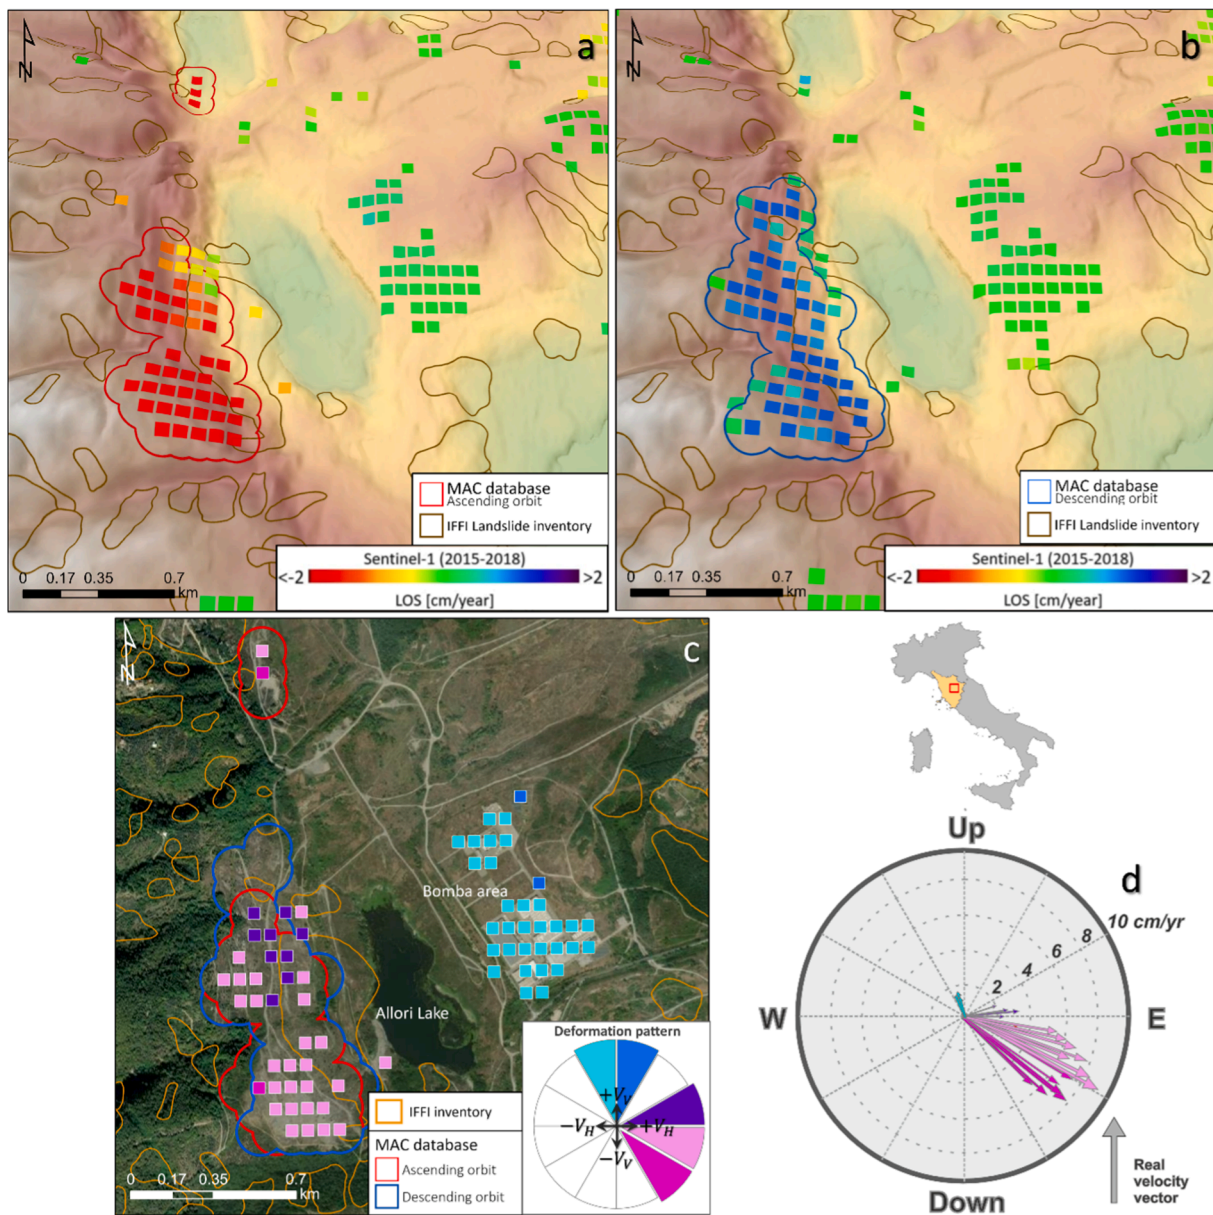 a
N
MAC database
Ascending orbit
IFFI Landslide inventory
Sentinel-1 (2015-2018)
<-2
>2
LOS [cm/year]
0 0.17 0.35 0.7
km
b
N
MAC database
Descending orbit
IFFI Landslide inventory
Sentinel-1 (2015-2018)
<-2
>2
LOS [cm/year]
0 0.17 0.35 0.7
km
c
N
Bomba area
Allori Lake
IFFI inventory
MAC database
Ascending orbit
Descending orbit
0 0.17 0.35 0.7
km
Deformation pattern
+VV
−VH
+VH
−VV
Up
d
10 cm/yr
8
6
4
2
W
E
Down
Real
velocity
vector